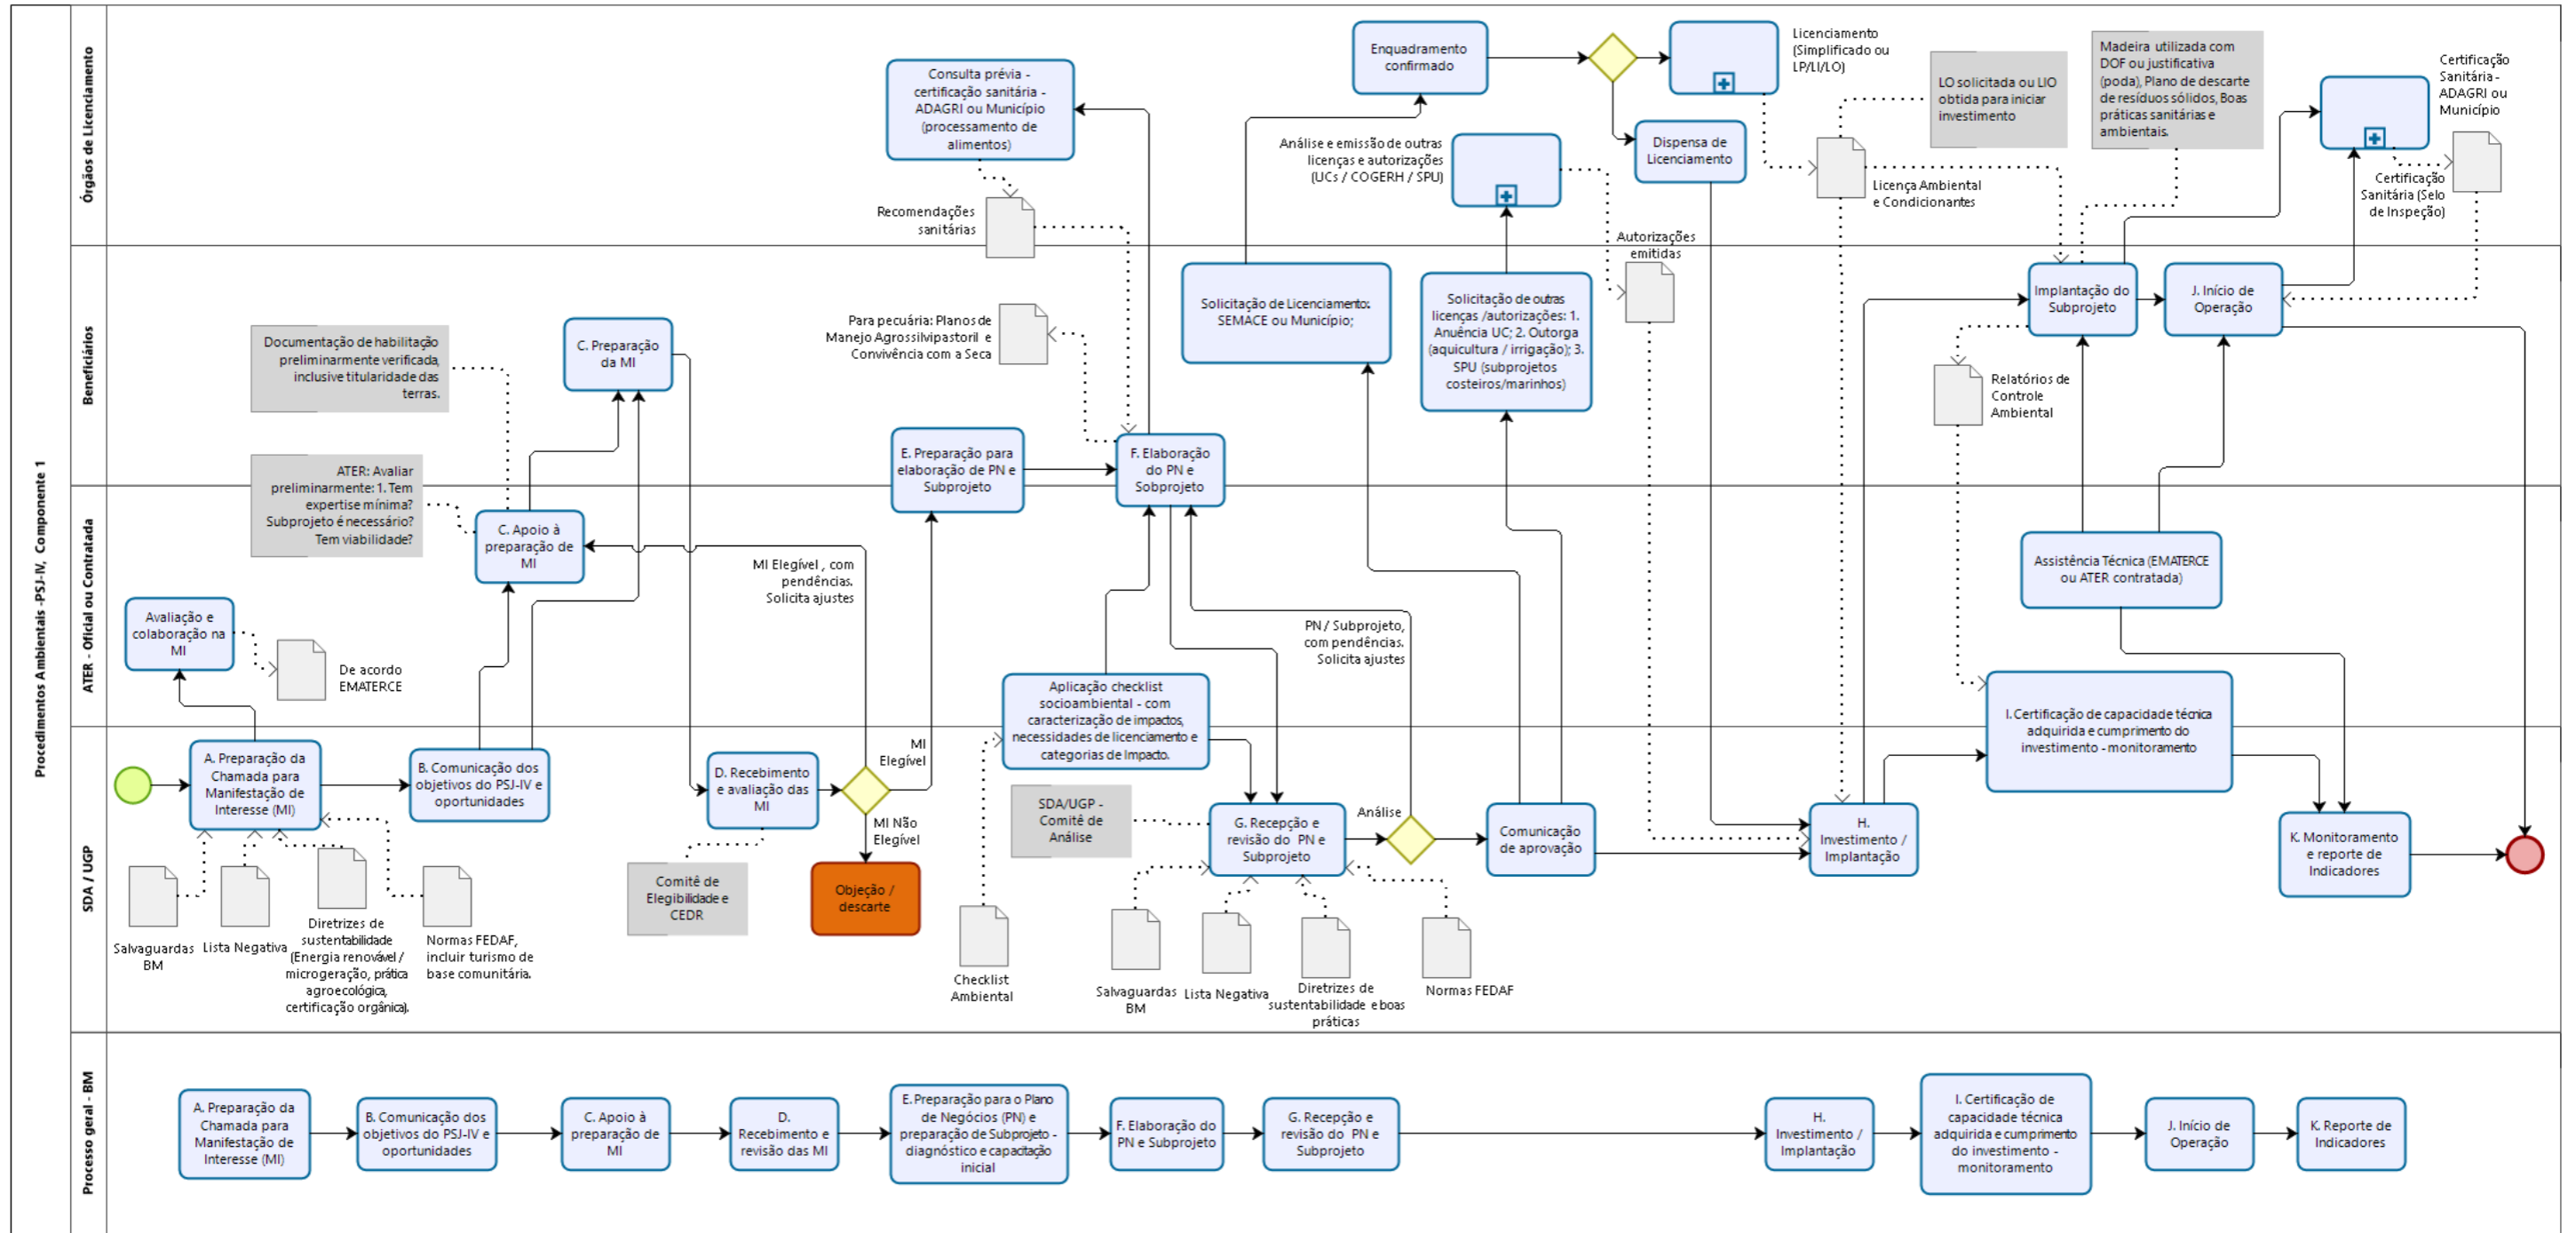 Procedimentos Ambientais -PSJ-IV, Componente 1
Órgãos de Licenciamento
Consulta prévia -
certificação sanitária -
ADAGRI ou Município
(processamento de
alimentos)
Recomendações
sanitárias
Enquadramento
confirmado
Licenciamento
(Simplificado ou
LP/LI/LO)
Análise e emissão de outras
licenças e autorizações
(UCs / COGERH / SPU)
Dispensa de
Licenciamento
LO solicitada ou LIO
obtida para iniciar
investimento
Licença Ambiental
e Condicionantes
Madeira utilizada com
DOF ou justificativa
(poda), Plano de descarte
de resíduos sólidos, Boas
práticas sanitárias e
ambientais.
Certificação
Sanitária -
ADAGRI ou
Município
Certificação
Sanitária (Selo
de Inspeção)
Autorizações
emitidas
Beneficiários
Documentação de habilitação
preliminarmente verificada,
inclusive titularidade das
terras.
C. Preparação
da MI
Para pecuária: Planos de
Manejo Agrossilvipastoril e
Convivência com a Seca
E. Preparação para
elaboração de PN e
Subprojeto
F. Elaboração
do PN e
Sobprojeto
Solicitação de Licenciamento:
SEMACE ou Município;
Solicitação de outras
licenças /autorizações: 1.
Anuência UC; 2. Outorga
(aquicultura / irrigação); 3.
SPU (subprojetos
costeiros/marinhos)
Implantação do
Subprojeto
J. Início de
Operação
Relatórios de
Controle
Ambiental
ATER - Oficial ou Contratada
ATER: Avaliar
preliminarmente: 1. Tem
expertise mínima?
Subprojeto é necessário?
Tem viabilidade?
C. Apoio à
preparação de
MI
MI Elegível , com
pendências.
Solicita ajustes
Avaliação e
colaboração na
MI
De acordo
EMATERCE
PN / Subprojeto,
com pendências.
Solicita ajustes
Aplicação checklist
socioambiental - com
caracterização de impactos,
necessidades de licenciamento e
categorias de Impacto.
Assistência Técnica (EMATERCE
ou ATER contratada)
I. Certificação de capacidade técnica
adquirida e cumprimento do
investimento - monitoramento
SDA / UGP
A. Preparação da
Chamada para
Manifestação de
Interesse (MI)
B. Comunicação dos
objetivos do PSJ-IV e
oportunidades
D. Recebimento
e avaliação das
MI
MI
Elegível
MI Não
Elegível
Comitê de
Elegibilidade e
CEDR
Objeção /
descarte
Salvaguardas
BM
Lista Negativa
Diretrizes de
sustentabilidade
(Energia renovável /
microgeração, prática
agroecológica,
certificação orgânica).
Normas FEDAF,
incluir turismo de
base comunitária.
SDA/UGP -
Comitê de
Análise
G. Recepção e
revisão do PN e
Subprojeto
Análise
Comunicação
de aprovação
Checklist
Ambiental
Salvaguardas
BM
Lista Negativa
Diretrizes de
sustentabilidade e boas
práticas
Normas FEDAF
H.
Investimento /
Implantação
K. Monitoramento
e reporte de
Indicadores
Processo geral - BM
A. Preparação da
Chamada para
Manifestação de
Interesse (MI)
B. Comunicação dos
objetivos do PSJ-IV e
oportunidades
C. Apoio à
preparação de
MI
D.
Recebimento e
revisão das MI
E. Preparação para o Plano
de Negócios (PN) e
preparação de Subprojeto -
diagnóstico e capacitação
inicial
F. Elaboração do
PN e Subprojeto
G. Recepção e
revisão do PN e
Subprojeto
H.
Investimento /
Implantação
I. Certificação de
capacidade técnica
adquirida e cumprimento
do investimento -
monitoramento
J. Início de
Operação
K. Reporte de
Indicadores